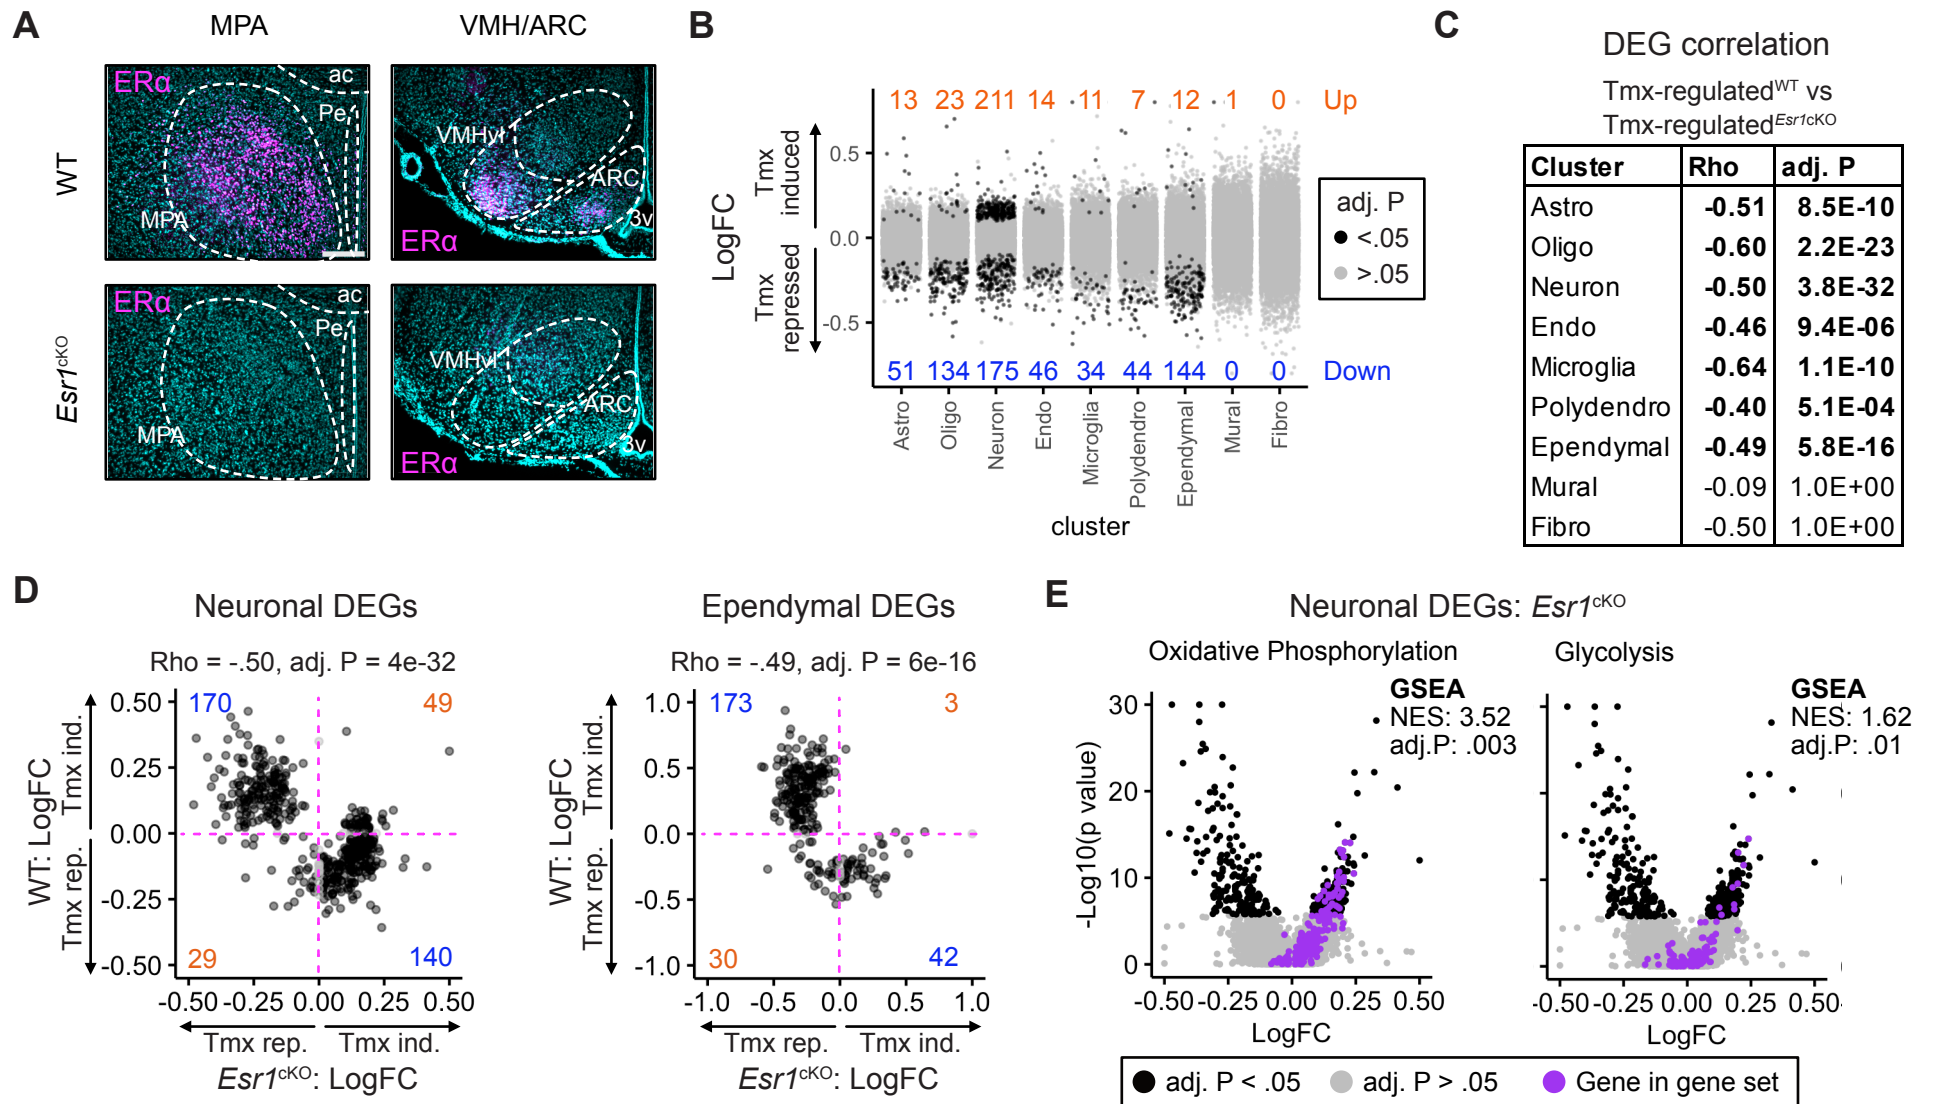 A
MPA
VMH/ARC
WT
Esr1cKO
ERα
ac
Pe
MPA
VMHvl
ARC
3v
ERα
ERα
ac
Pe
MPA
VMHvl
ARC
3v
ERα
B
13 23 211 14 11 7 12 1 0 Up
LogFC
Tmx induced
Tmx repressed
0.5
0.0
-0.5
51 134 175 46 34 44 144 0 0 Down
Astro
Oligo
Neuron
Endo
Microglia
Polydendro
Ependymal
Mural
Fibro
cluster
adj. P
<.05
>.05
C
DEG correlation
Tmx-regulatedWT vs
Tmx-regulatedEsr1cKO
Cluster Rho adj. P
Astro -0.51 8.5E-10
Oligo -0.60 2.2E-23
Neuron -0.50 3.8E-32
Endo -0.46 9.4E-06
Microglia -0.64 1.1E-10
Polydendro -0.40 5.1E-04
Ependymal -0.49 5.8E-16
Mural -0.09 1.0E+00
Fibro -0.50 1.0E+00
D
Neuronal DEGs
Rho = -.50, adj. P = 4e-32
170
49
29
140
WT: LogFC
Tmx rep. Tmx ind.
0.50
0.25
0.00
-0.25
-0.50
-0.50 -0.25 0.00 0.25 0.50
Tmx rep. Tmx ind.
Esr1cKO: LogFC
Ependymal DEGs
Rho = -.49, adj. P = 6e-16
173
3
30
42
WT: LogFC
Tmx rep. Tmx ind.
1.0
0.5
0.0
-0.5
-1.0
-1.0 -0.5 0.0 0.5 1.0
Tmx rep. Tmx ind.
Esr1cKO: LogFC
E
Neuronal DEGs: Esr1cKO
Oxidative Phosphorylation
GSEA
NES: 3.52
adj.P: .003
-Log10(p value)
30
20
10
0
-0.50 -0.25 0.00 0.25 0.50
LogFC
Glycolysis
GSEA
NES: 1.62
adj.P: .01
-0.50 -0.25 0.00 0.25 0.50
LogFC
adj. P < .05 adj. P > .05 Gene in gene set